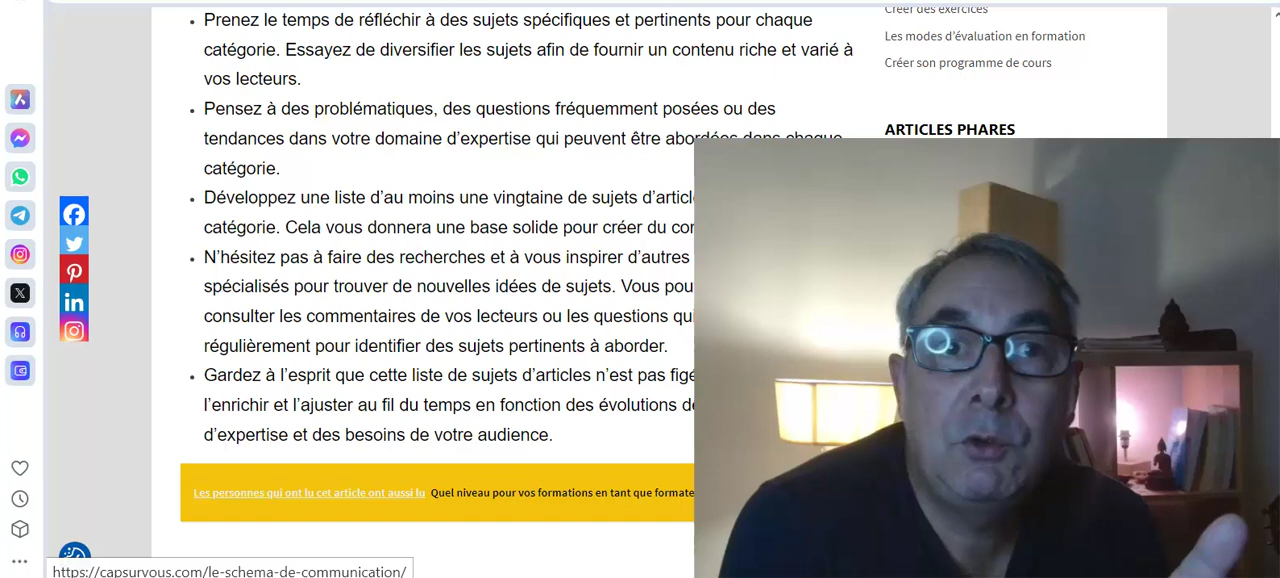 Prenez le temps de réfléchir à des sujets spécifiques et pertinents pour chaque
catégorie. Essayez de diversifier les sujets afin de fournir un contenu riche et varié à
vos lecteurs.
Pensez à des problématiques, des questions fréquemment posées ou des
tendances dans votre domaine d’expertise qui peuvent être abordées dans chaque
catégorie.
Développez une liste d’au moins une vingtaine de sujets
catégorie. Cela vous donnera une base solide pour créer du
N’hésitez pas à faire des recherches et à vous inspirer d’autres
spécialisés pour trouver de nouvelles idées de sujets. Vous
consulter les commentaires de vos lecteurs ou les questions
régulièrement pour identifier des sujets pertinents à aborder.
Gardez à l’esprit que cette liste de sujets d’articles n’est pas
l’enrichir et l’ajuster au fil du temps en fonction des évolutions
d’expertise et des besoins de votre audience.
Les personnes qui ont lu cet article ont aussi lu Quel niveau pour vos formations en tant que
https://capsurvous.com/le-schema-de-communication/
Créer des exercices
Les modes d’évaluation en formation
Créer son programme de cours
ARTICLES PHARES